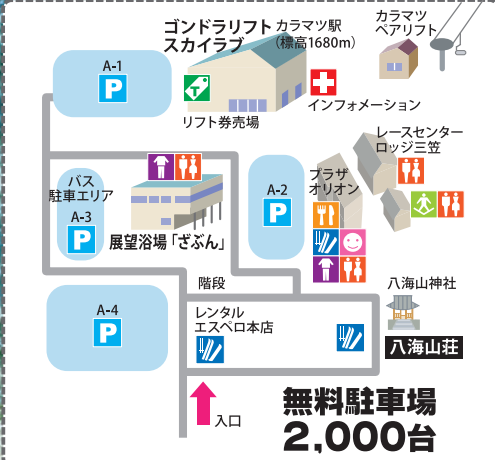 ゴンドラリフト カラマツ駅
スカイラブ （標高1680m）
カラマツ
ペアリフト
A-1
P
T
リフト券売場
インフォメーション
レースセンター
ロッジ三笠
バス
駐車エリア
A-3
P
展望浴場「ざぶん」
A-2
P
プラザ
オリオン
A-4
P
階段
八海山神社
レンタル
エスペロ本店
八海山荘
入口
無料駐車場
2,000台